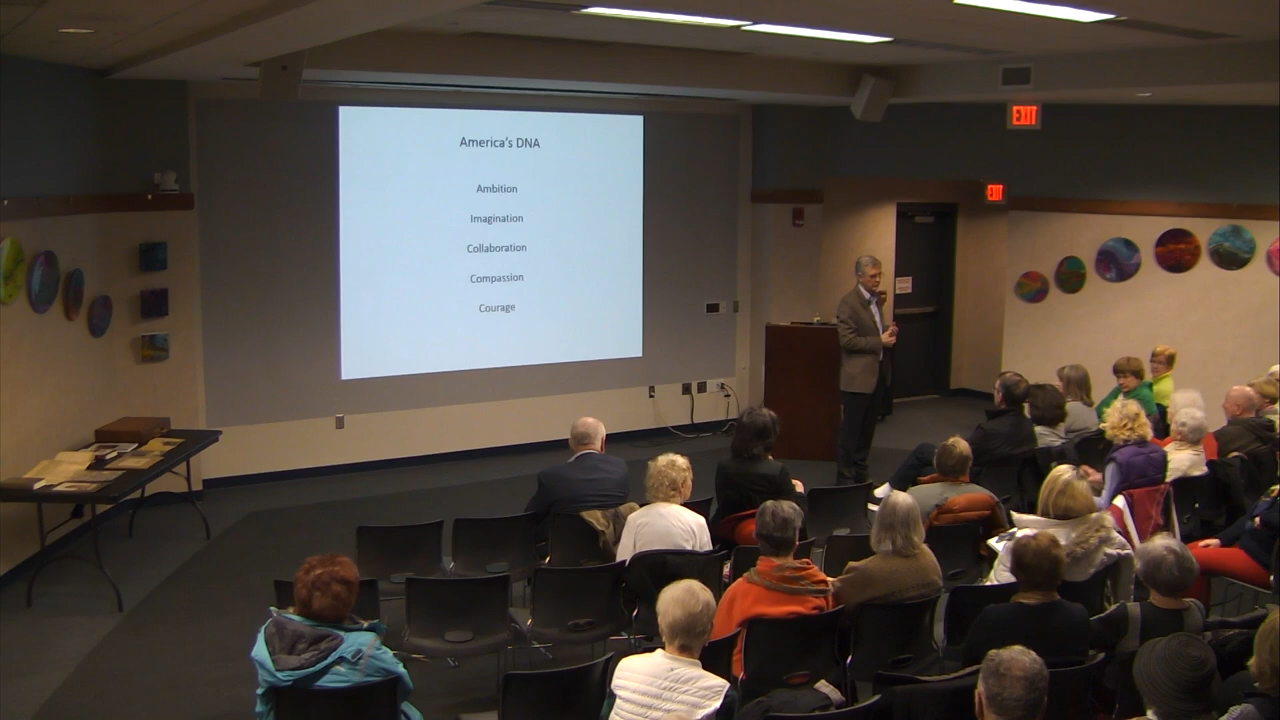 America's DNA
Ambition
Imagination
Collaboration
Compassion
Courage
EXIT
EXIT